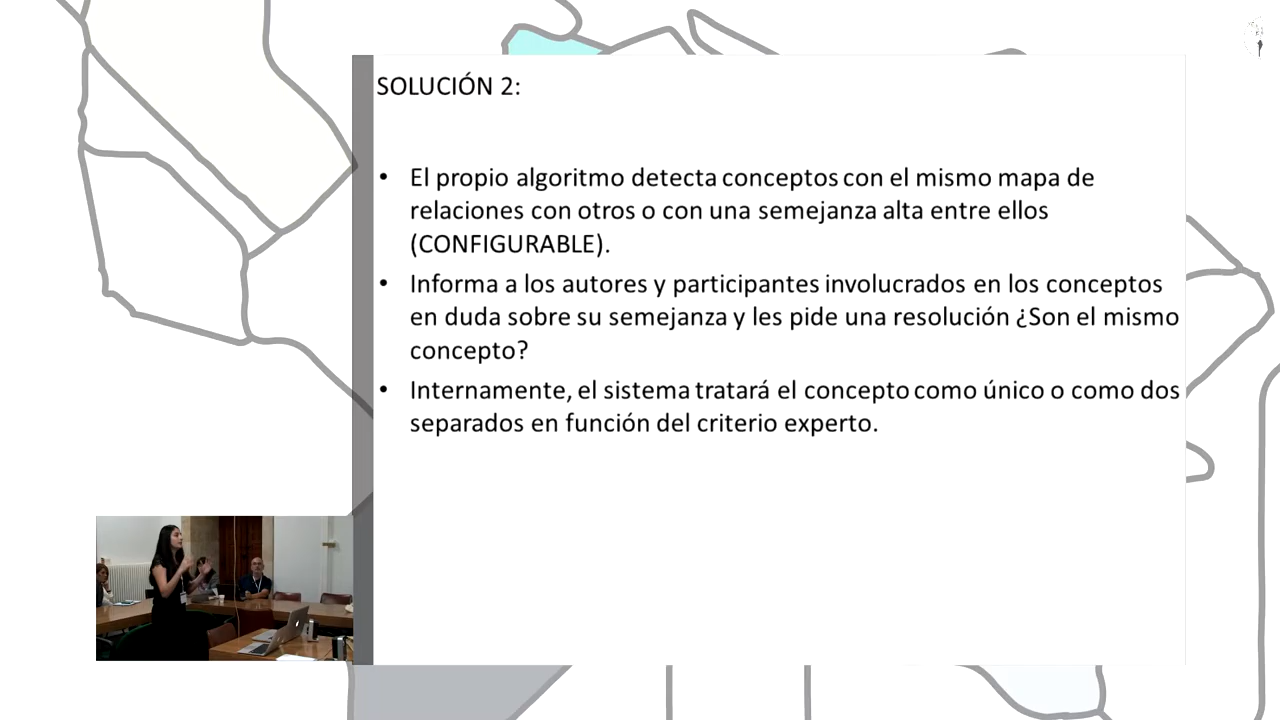 SOLUCIÓN 2:
• El propio algoritmo detecta conceptos con el mismo mapa de
relaciones con otros o con una semejanza alta entre ellos
(CONFIGURABLE).
• Informa a los autores y participantes involucrados en los conceptos
en duda sobre su semejanza y les pide una resolución ¿Son el mismo
concepto?
• Internamente, el sistema tratará el concepto como único o como dos
separados en función del criterio experto.